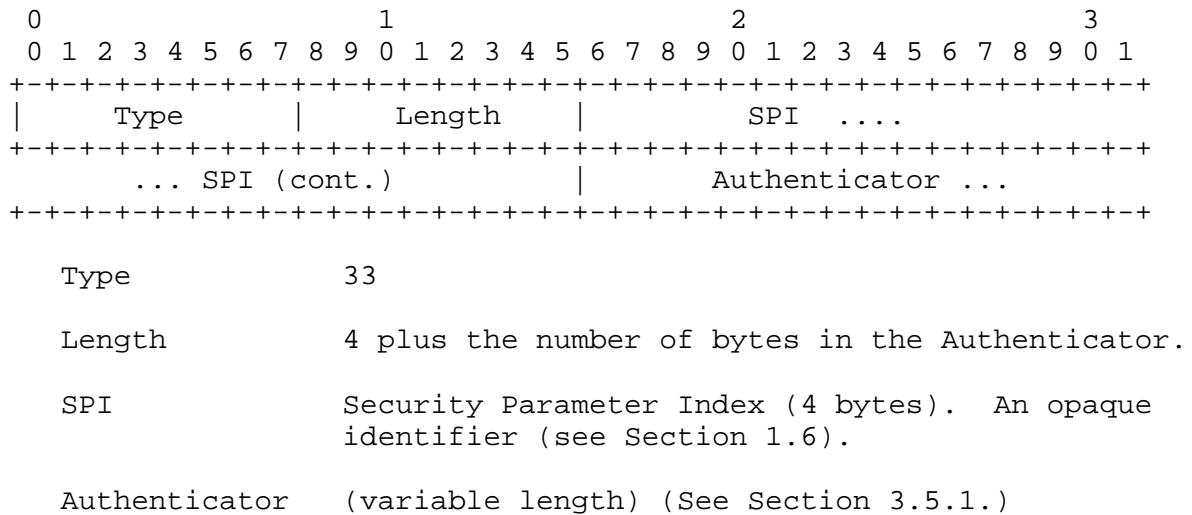 0                   1                   2                   3
 0 1 2 3 4 5 6 7 8 9 0 1 2 3 4 5 6 7 8 9 0 1 2 3 4 5 6 7 8 9 0 1
+-+-+-+-+-+-+-+-+-+-+-+-+-+-+-+-+-+-+-+-+-+-+-+-+-+-+-+-+-+-+-+-+
|     Type      |     Length    |         SPI  ....
+-+-+-+-+-+-+-+-+-+-+-+-+-+-+-+-+-+-+-+-+-+-+-+-+-+-+-+-+-+-+-+-+
       ... SPI (cont.)          |       Authenticator ...
+-+-+-+-+-+-+-+-+-+-+-+-+-+-+-+-+-+-+-+-+-+-+-+-+-+-+-+-+-+-+-+-+
   Type            33
   Length          4 plus the number of bytes in the Authenticator.
   SPI             Security Parameter Index (4 bytes).  An opaque
                   identifier (see Section 1.6).
   Authenticator   (variable length) (See Section 3.5.1.)